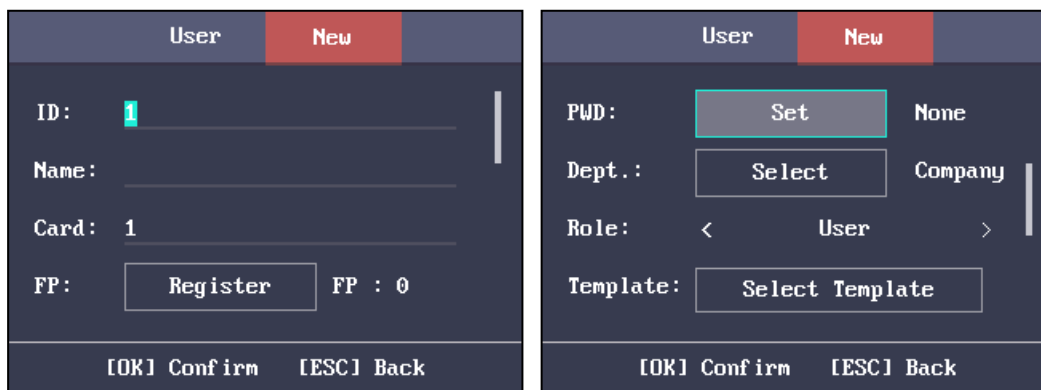 User New
ID: 1
Name:
Card: 1
FP: Register FP : 0
[OK] Confirm [ESC] Back
User New
PWD: Set None
Dept.: Select Company
Role: < User >
Template: Select Template
[OK] Confirm [ESC] Back